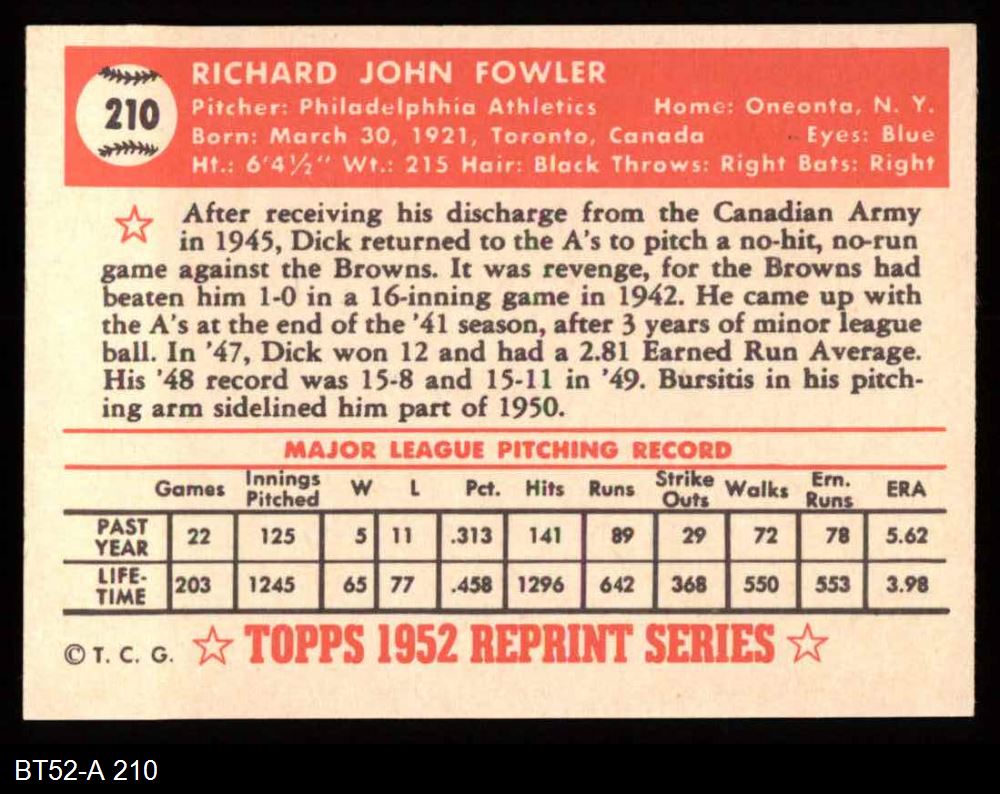 210
RICHARD JOHN FOWLER
Pitcher: Philadelphhia Athletics Home: Oneonta, N. Y.
Born: March 30, 1921, Toronto, Canada Eyes: Blue
Ht.: 6'4½" Wt.: 215 Hair: Black Throws: Right Bats: Right
After receiving his discharge from the Canadian Army
in 1945, Dick returned to the A's to pitch a no-hit, no-run
game against the Browns. It was revenge, for the Browns had
beaten him 1-0 in a 16-inning game in 1942. He came up with
the A's at the end of the '41 season, after 3 years of minor league
ball. In '47, Dick won 12 and had a 2.81 Earned Run Average.
His '48 record was 15-8 and 15-11 in '49. Bursitis in his pitch-
ing arm sidelined him part of 1950.
MAJOR LEAGUE PITCHING RECORD
Games Innings Pitched W L Pct. Hits Runs Strike Outs Walks Ern. Runs ERA
PAST YEAR 22 125 5 11 .313 141 89 29 72 78 5.62
LIFE-TIME 203 1245 65 77 .458 1296 642 368 550 553 3.98
© T. C. G. ☆ TOPPS 1952 REPRINT SERIES ☆
BT52-A 210